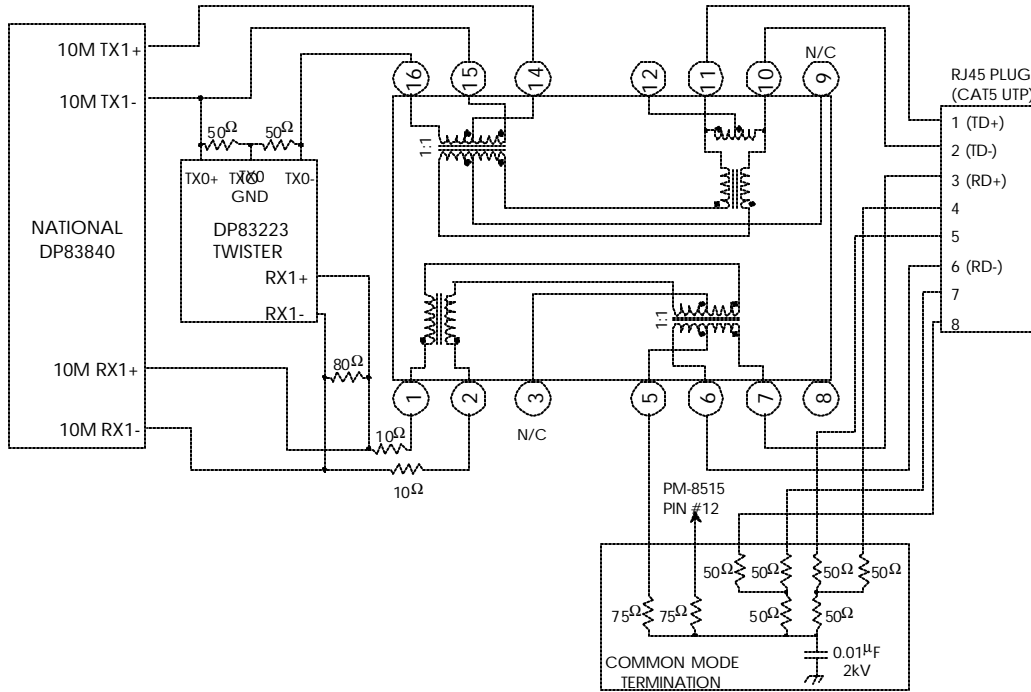 10M TX1+
10M TX1-
NATIONAL
DP83840
10M RX1+
10M RX1-
50Ω
50Ω
TX0+
TX0
TX0-
GND
DP83223
TWISTER
RX1+
RX1-
80Ω
10Ω
10Ω
16
15
14
12
11
10
9
N/C
1:1
1:1
1
2
3
5
6
7
8
N/C
RJ45 PLUG
(CAT5 UTP)
1 (TD+)
2 (TD-)
3 (RD+)
4
5
6 (RD-)
7
8
PM-8515
PIN #12
50Ω
50Ω
50Ω
50Ω
75Ω
75Ω
50Ω
50Ω
0.01µF
2kV
COMMON MODE
TERMINATION